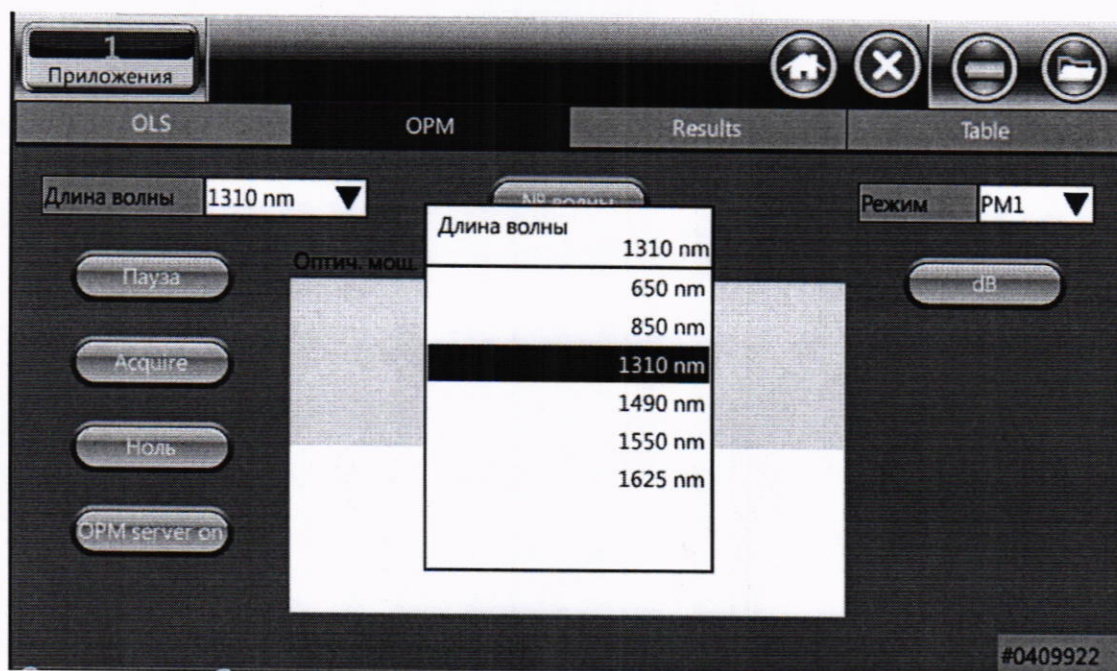 1
Приложения
OLS
OPM
Results
Table
Длина волны
1310 nm
№ волны
Режим
PM1
Длина волны
1310 nm
650 nm
850 nm
1310 nm
1490 nm
1550 nm
1625 nm
Оптич. мощ.
Пауза
Acquire
Ноль
OPM server on
dB
#0409922